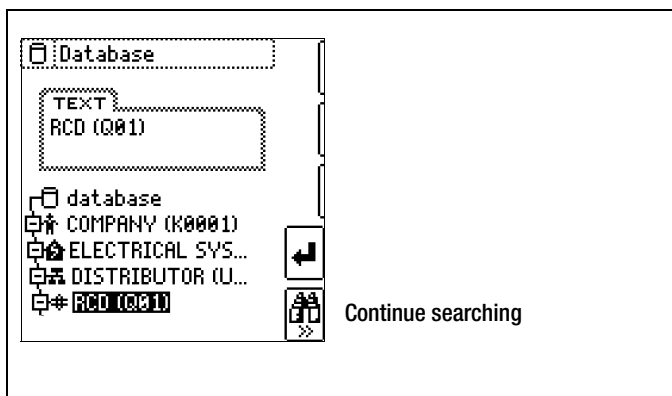 Database
TEXT
RCD (Q01)
database
COMPANY (K0001)
ELECTRICAL SYS...
DISTRIBUTOR (U...
RCD (Q01)
>>
Continue searching